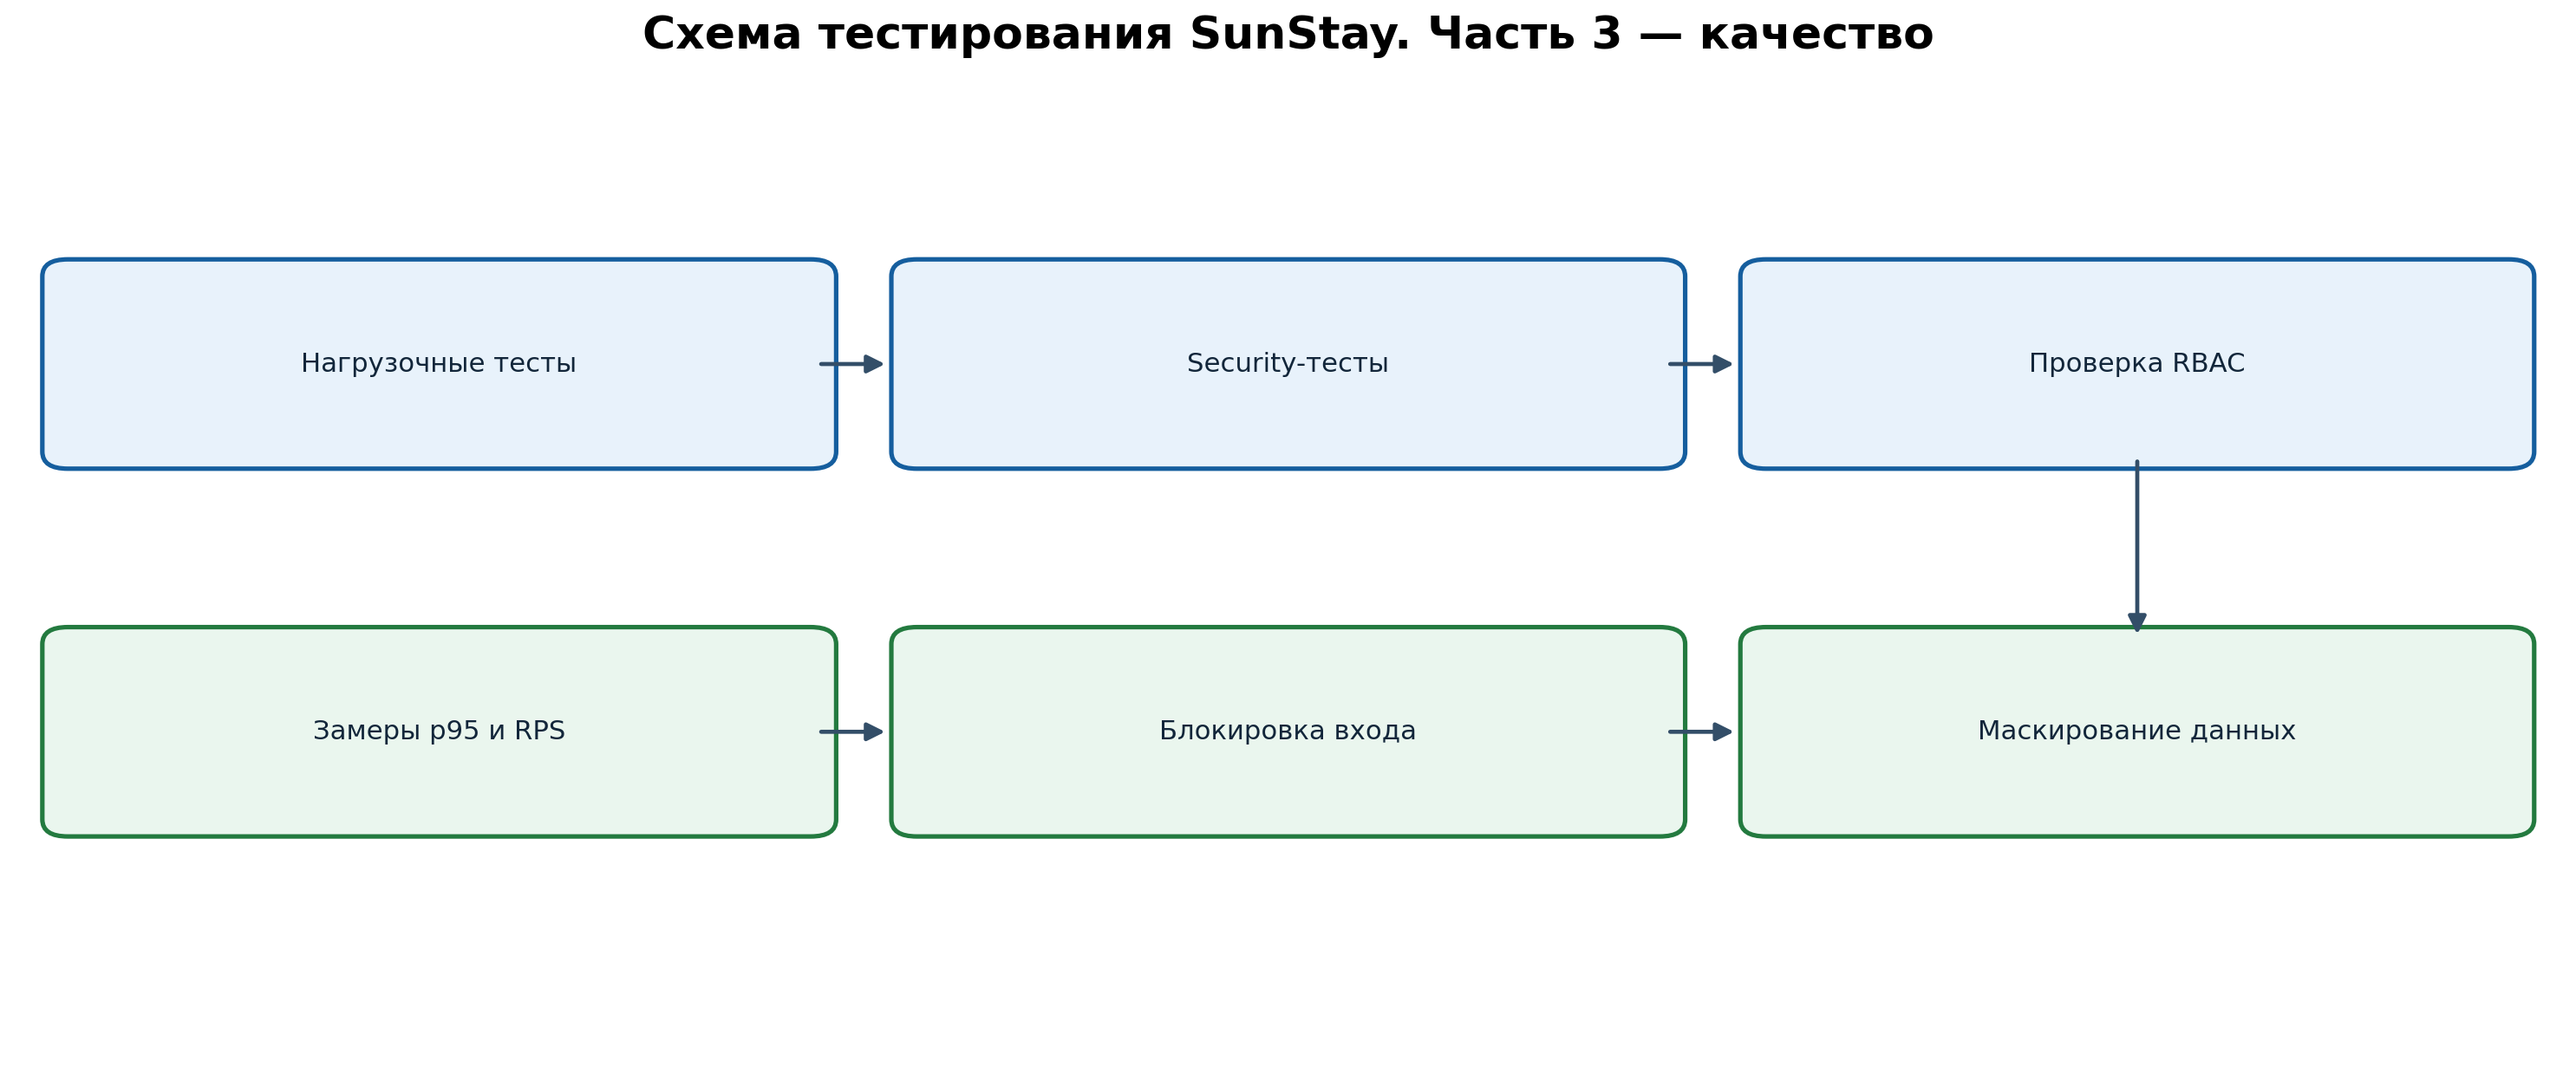 Схема тестирования SunStay. Часть 3 — качество
Нагрузочные тесты
Security-тесты
Проверка RBAC
Замеры p95 и RPS
Блокировка входа
Маскирование данных